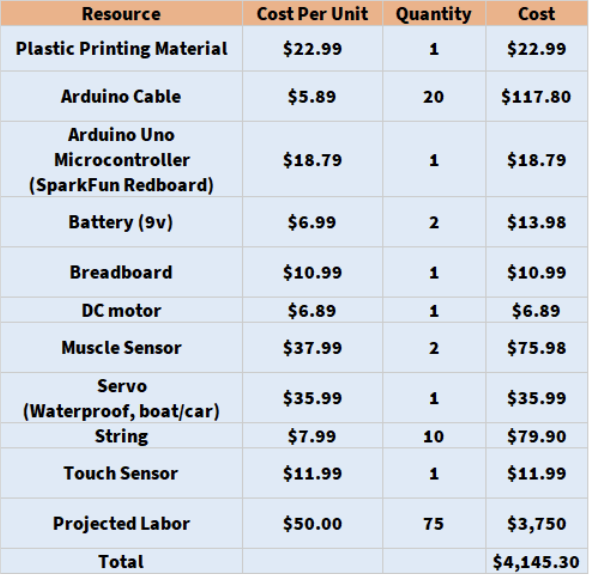 Resource Cost Per Unit Quantity Cost
Plastic Printing Material $22.99 1 $22.99
Arduino Cable $5.89 20 $117.80
Arduino Uno
Microcontroller
(SparkFun Redboard) $18.79 1 $18.79
Battery (9v) $6.99 2 $13.98
Breadboard $10.99 1 $10.99
DC motor $6.89 1 $6.89
Muscle Sensor $37.99 2 $75.98
Servo
(Waterproof, boat/car) $35.99 1 $35.99
String $7.99 10 $79.90
Touch Sensor $11.99 1 $11.99
Projected Labor $50.00 75 $3,750
Total $4,145.30